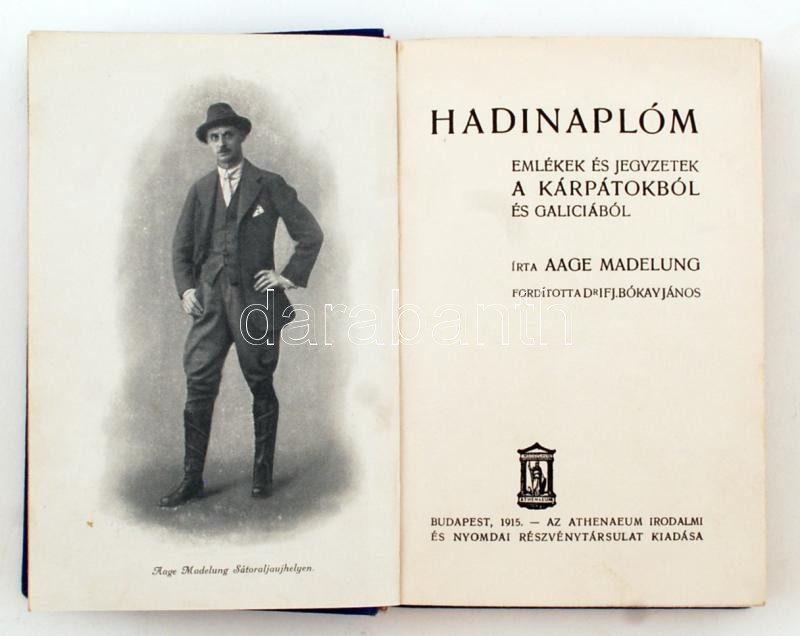 Aage Madelung Sátoraljaujhelyen.
HADINAPLÓM
EMLÉKEK ÉS JEGYZETEK
A KÁRPÁTOKBÓL
ÉS GALICIÁBÓL
ÍRTA AAGE MADELUNG
FORDÍTOTTA DR IFJ. BÓKAY JÁNOS
ATHENAEUM
BUDAPEST, 1915. — AZ ATHENAEUM IRODALMI
ÉS NYOMDAI RÉSZVÉNYTÁRSULAT KIADÁSA
darabanth